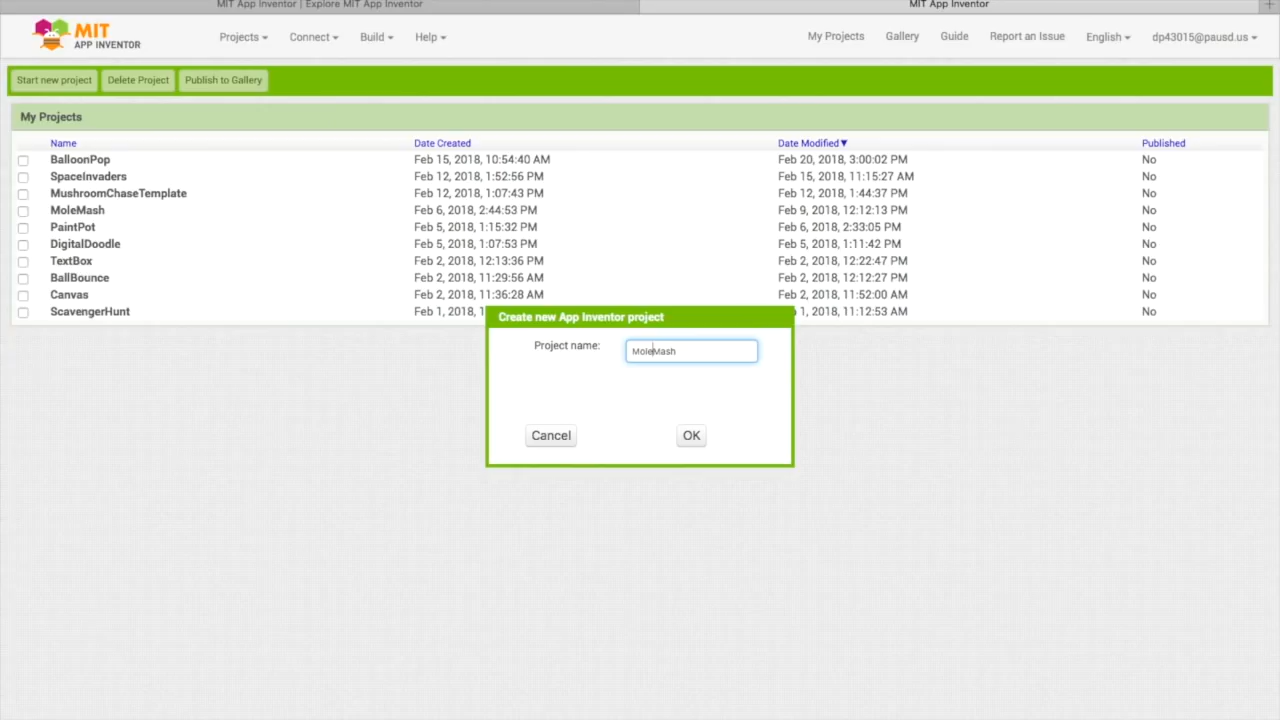 MIT App Inventor | Explore MIT App Inventor
MIT App Inventor
MIT
APP INVENTOR
Projects Connect Build Help
My Projects Gallery Guide Report an Issue English dp43015@pausd.us
Start new project Delete Project Publish to Gallery
My Projects
Name Date Created Date Modified▼ Published
BalloonPop Feb 15, 2018, 10:54:40 AM Feb 20, 2018, 3:00:02 PM No
SpaceInvaders Feb 12, 2018, 1:52:56 PM Feb 15, 2018, 11:15:27 AM No
MushroomChaseTemplate Feb 12, 2018, 1:07:43 PM Feb 12, 2018, 1:44:37 PM No
MoleMash Feb 6, 2018, 2:44:53 PM Feb 9, 2018, 12:12:13 PM No
PaintPot Feb 5, 2018, 1:15:32 PM Feb 6, 2018, 2:33:05 PM No
DigitalDoodle Feb 5, 2018, 1:07:53 PM Feb 5, 2018, 1:11:42 PM No
TextBox Feb 2, 2018, 12:13:36 PM Feb 2, 2018, 12:22:47 PM No
BallBounce Feb 2, 2018, 11:29:56 AM Feb 2, 2018, 12:12:27 PM No
Canvas Feb 2, 2018, 11:36:28 AM Feb 2, 2018, 11:52:00 AM No
ScavengerHunt Feb 1, 2018, 1 1, 2018, 11:12:53 AM No
Create new App Inventor project
Project name: MoleMash
Cancel OK